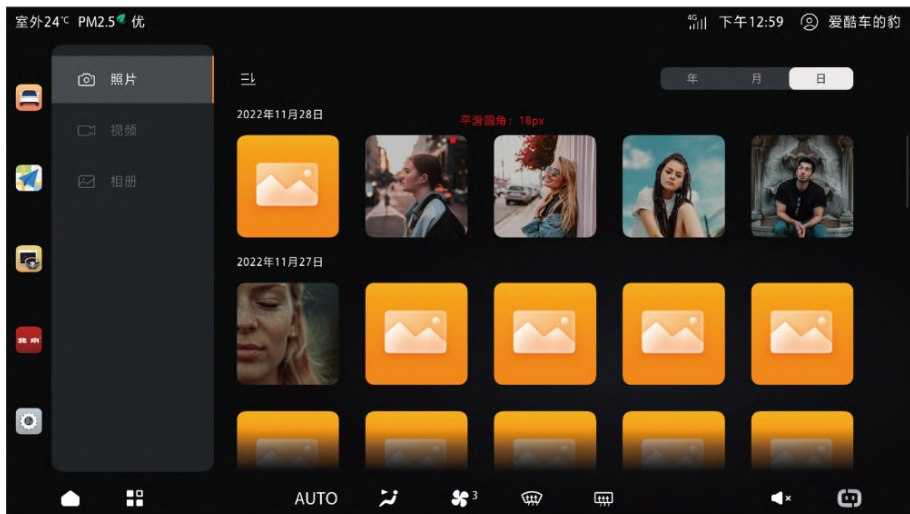 室外24℃ PM2.5 优
4G 下午12:59 爱酷车的豹
照片
视频
相册
年 月 日
2022年11月28日
平滑圆角：18px
2022年11月27日
北京
AUTO
3